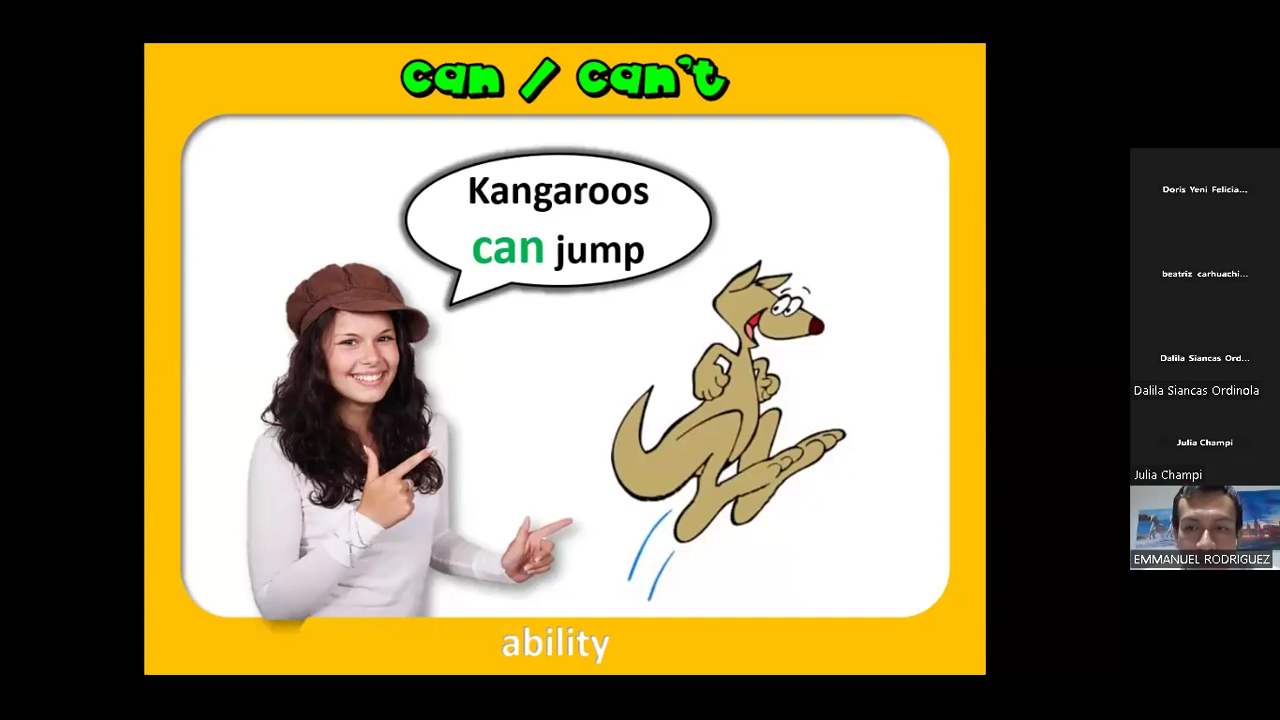 can / can't
Kangaroos
can jump
ability
Doris Yeni Felicia...
beatriz carhuachi...
Dalila Siancas Ord...
Dalila Siancas Ordinola
Julia Champi
Julia Champi
EMMANUEL RODRIGUEZ